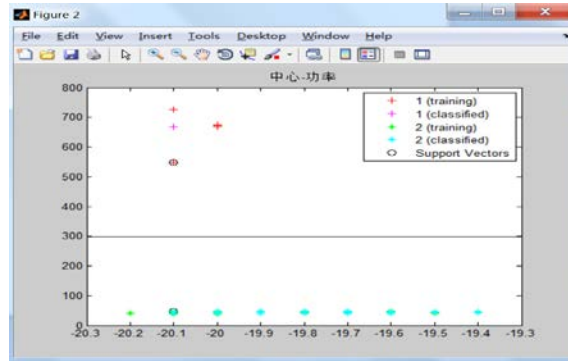 Figure 2
File Edit View Insert Tools Desktop Window Help
中心-功率
800
700
600
500
400
300
200
100
0
1 (training)
1 (classified)
2 (training)
2 (classified)
Support Vectors
-20.3 -20.2 -20.1 -20 -19.9 -19.8 -19.7 -19.6 -19.5 -19.4 -19.3